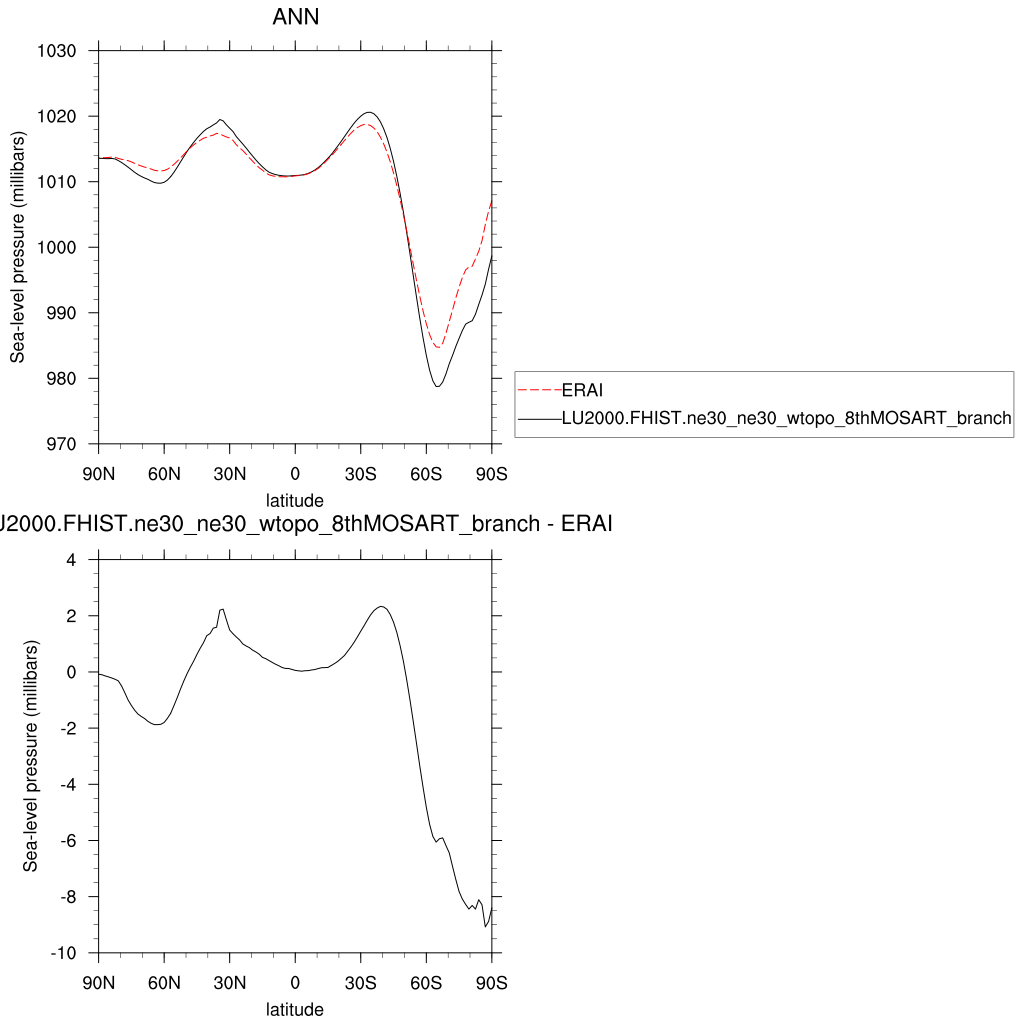 ANN
1030
1020
1010
1000
990
980
970
Sea-level pressure (millibars)
90N 60N 30N 0 30S 60S 90S
latitude
ERAI
LU2000.FHIST.ne30_ne30_wtopo_8thMOSART_branch
J2000.FHIST.ne30_ne30_wtopo_8thMOSART_branch - ERAI
4
2
0
-2
-4
-6
-8
-10
Sea-level pressure (millibars)
90N 60N 30N 0 30S 60S 90S
latitude